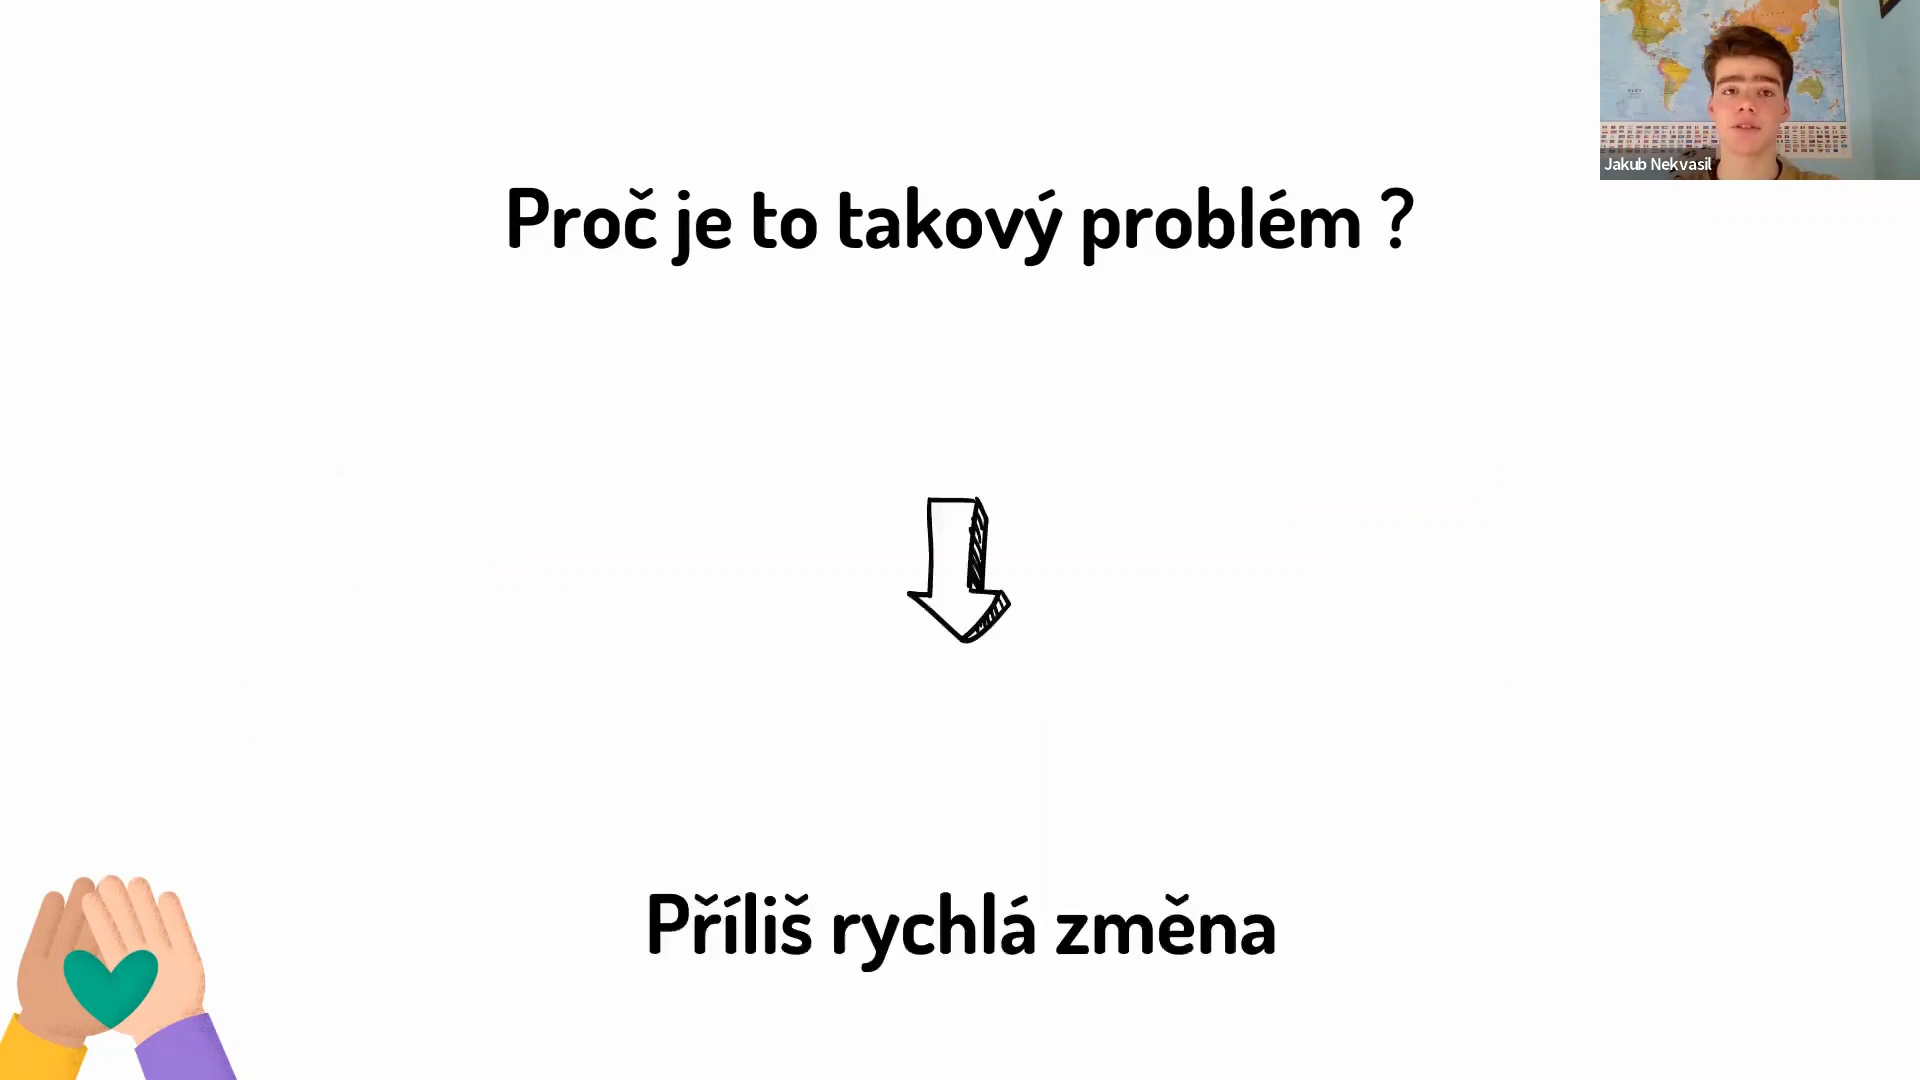 Jakub Nekvasil
Proč je to takový problém ?
Příliš rychlá změna